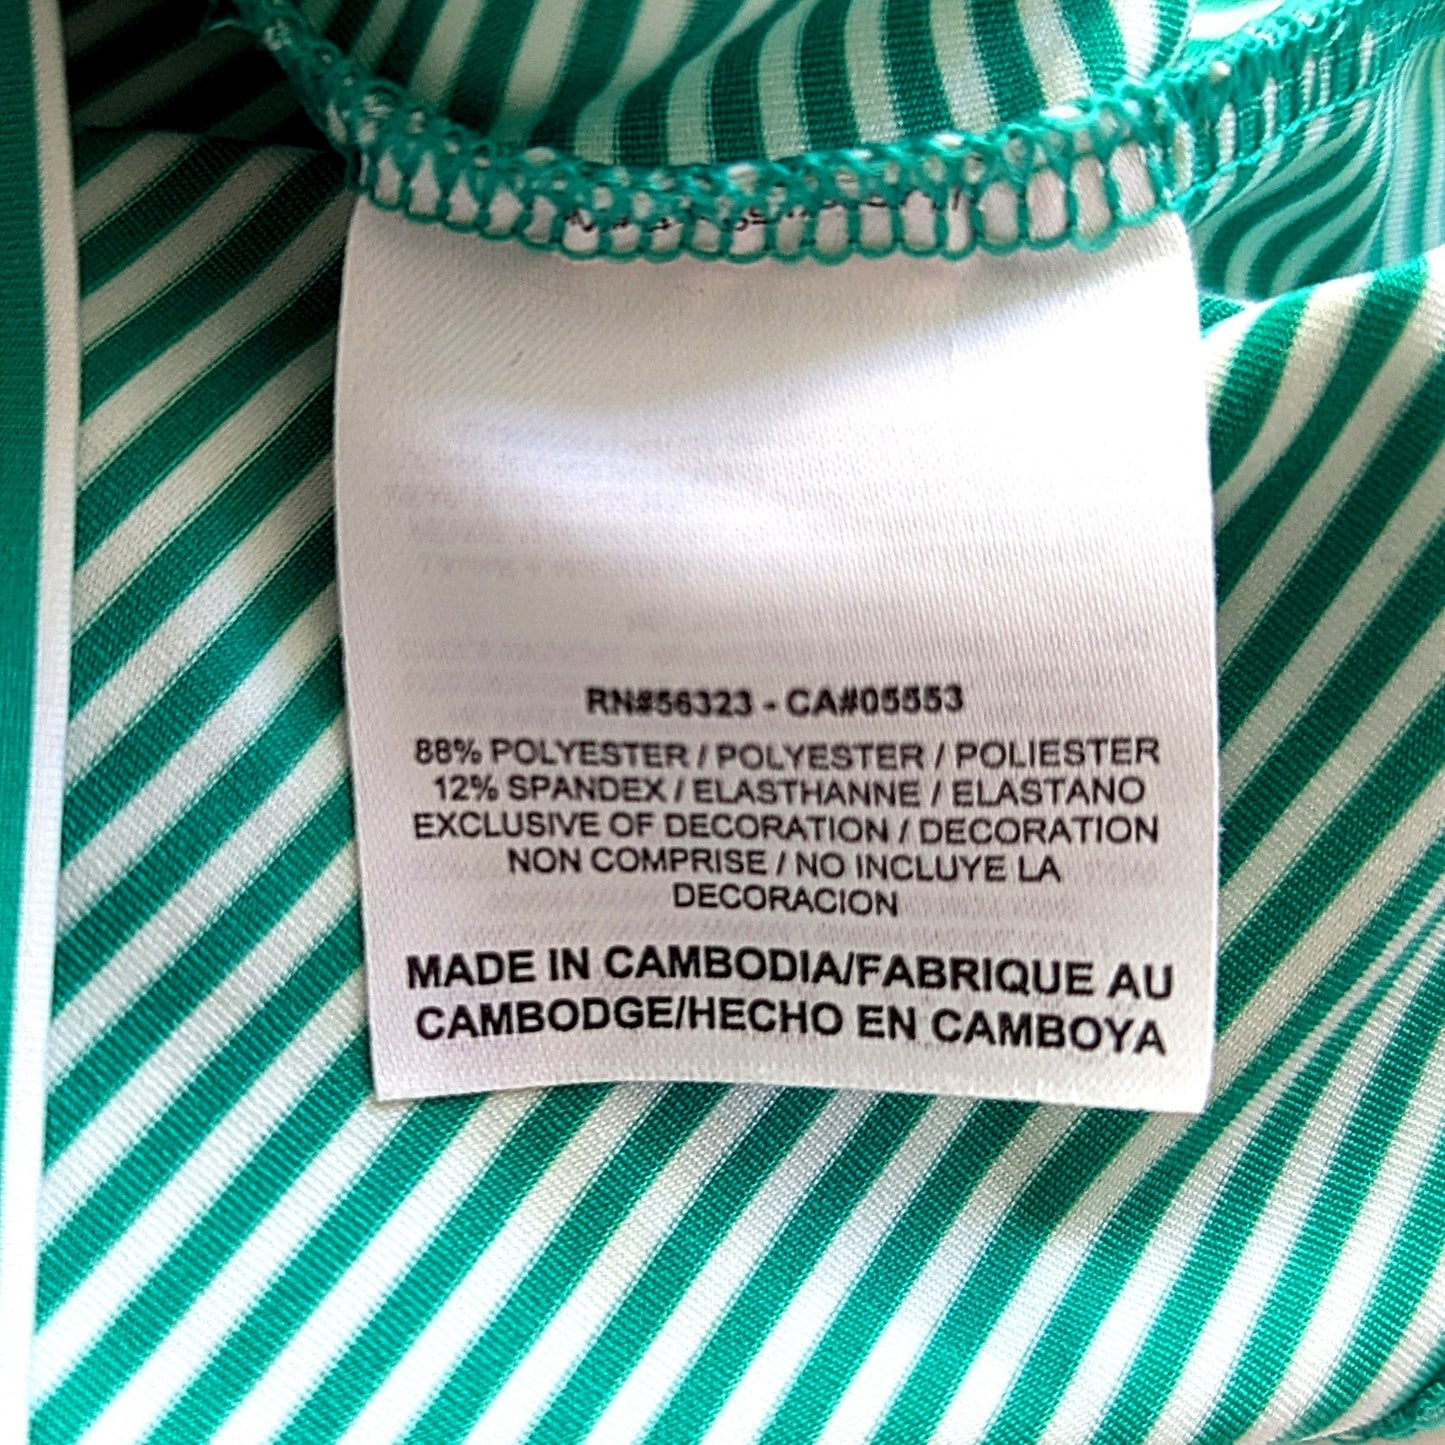 RN#56323 - CA#05553
88% POLYESTER / POLYESTER / POLIESTER
12% SPANDEX / ELASTHANNE / ELASTANO
EXCLUSIVE OF DECORATION / DECORATION
NON COMPRISE / NO INCLUYE LA
DECORACION
MADE IN CAMBODIA/FABRIQUE AU
CAMBODGE/HECHO EN CAMBOYA